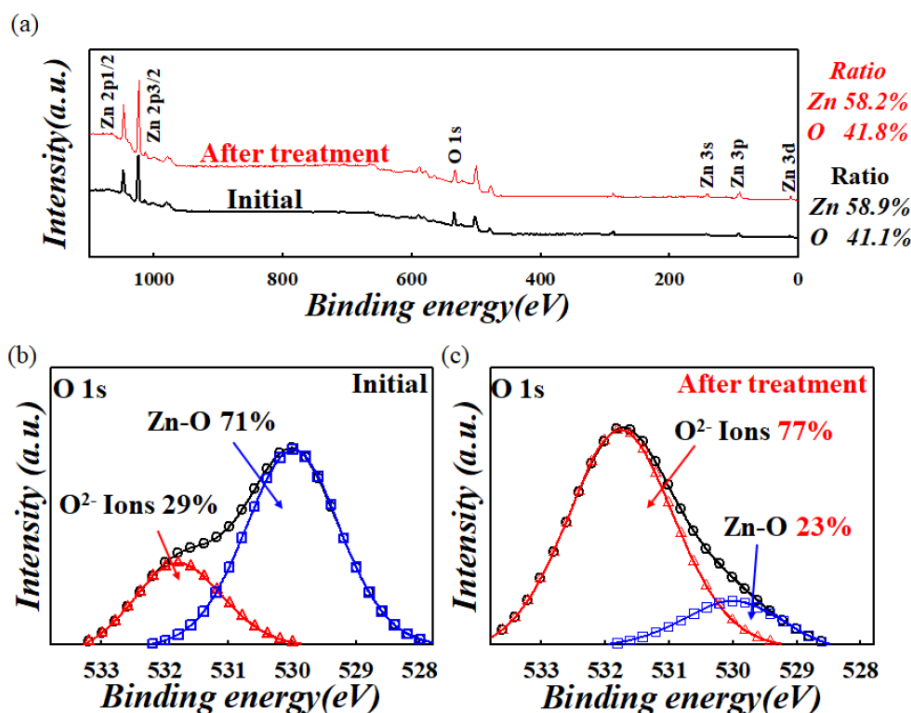 (a)
Intensity(a.u.)
Zn 2p1/2
Zn 2p3/2
After treatment
Initial
O 1s
Zn 3s
Zn 3p
Zn 3d
Ratio
Zn 58.2%
O 41.8%
Ratio
Zn 58.9%
O 41.1%
1000 800 600 400 200 0
Binding energy(eV)
(b)
O 1s
Initial
Zn-O 71%
O²⁻ Ions 29%
Intensity (a.u.)
533 532 531 530 529 528
Binding energy(eV)
(c)
O 1s
After treatment
O²⁻ Ions 77%
Zn-O 23%
Intensity (a.u.)
533 532 531 530 529 528
Binding energy(eV)